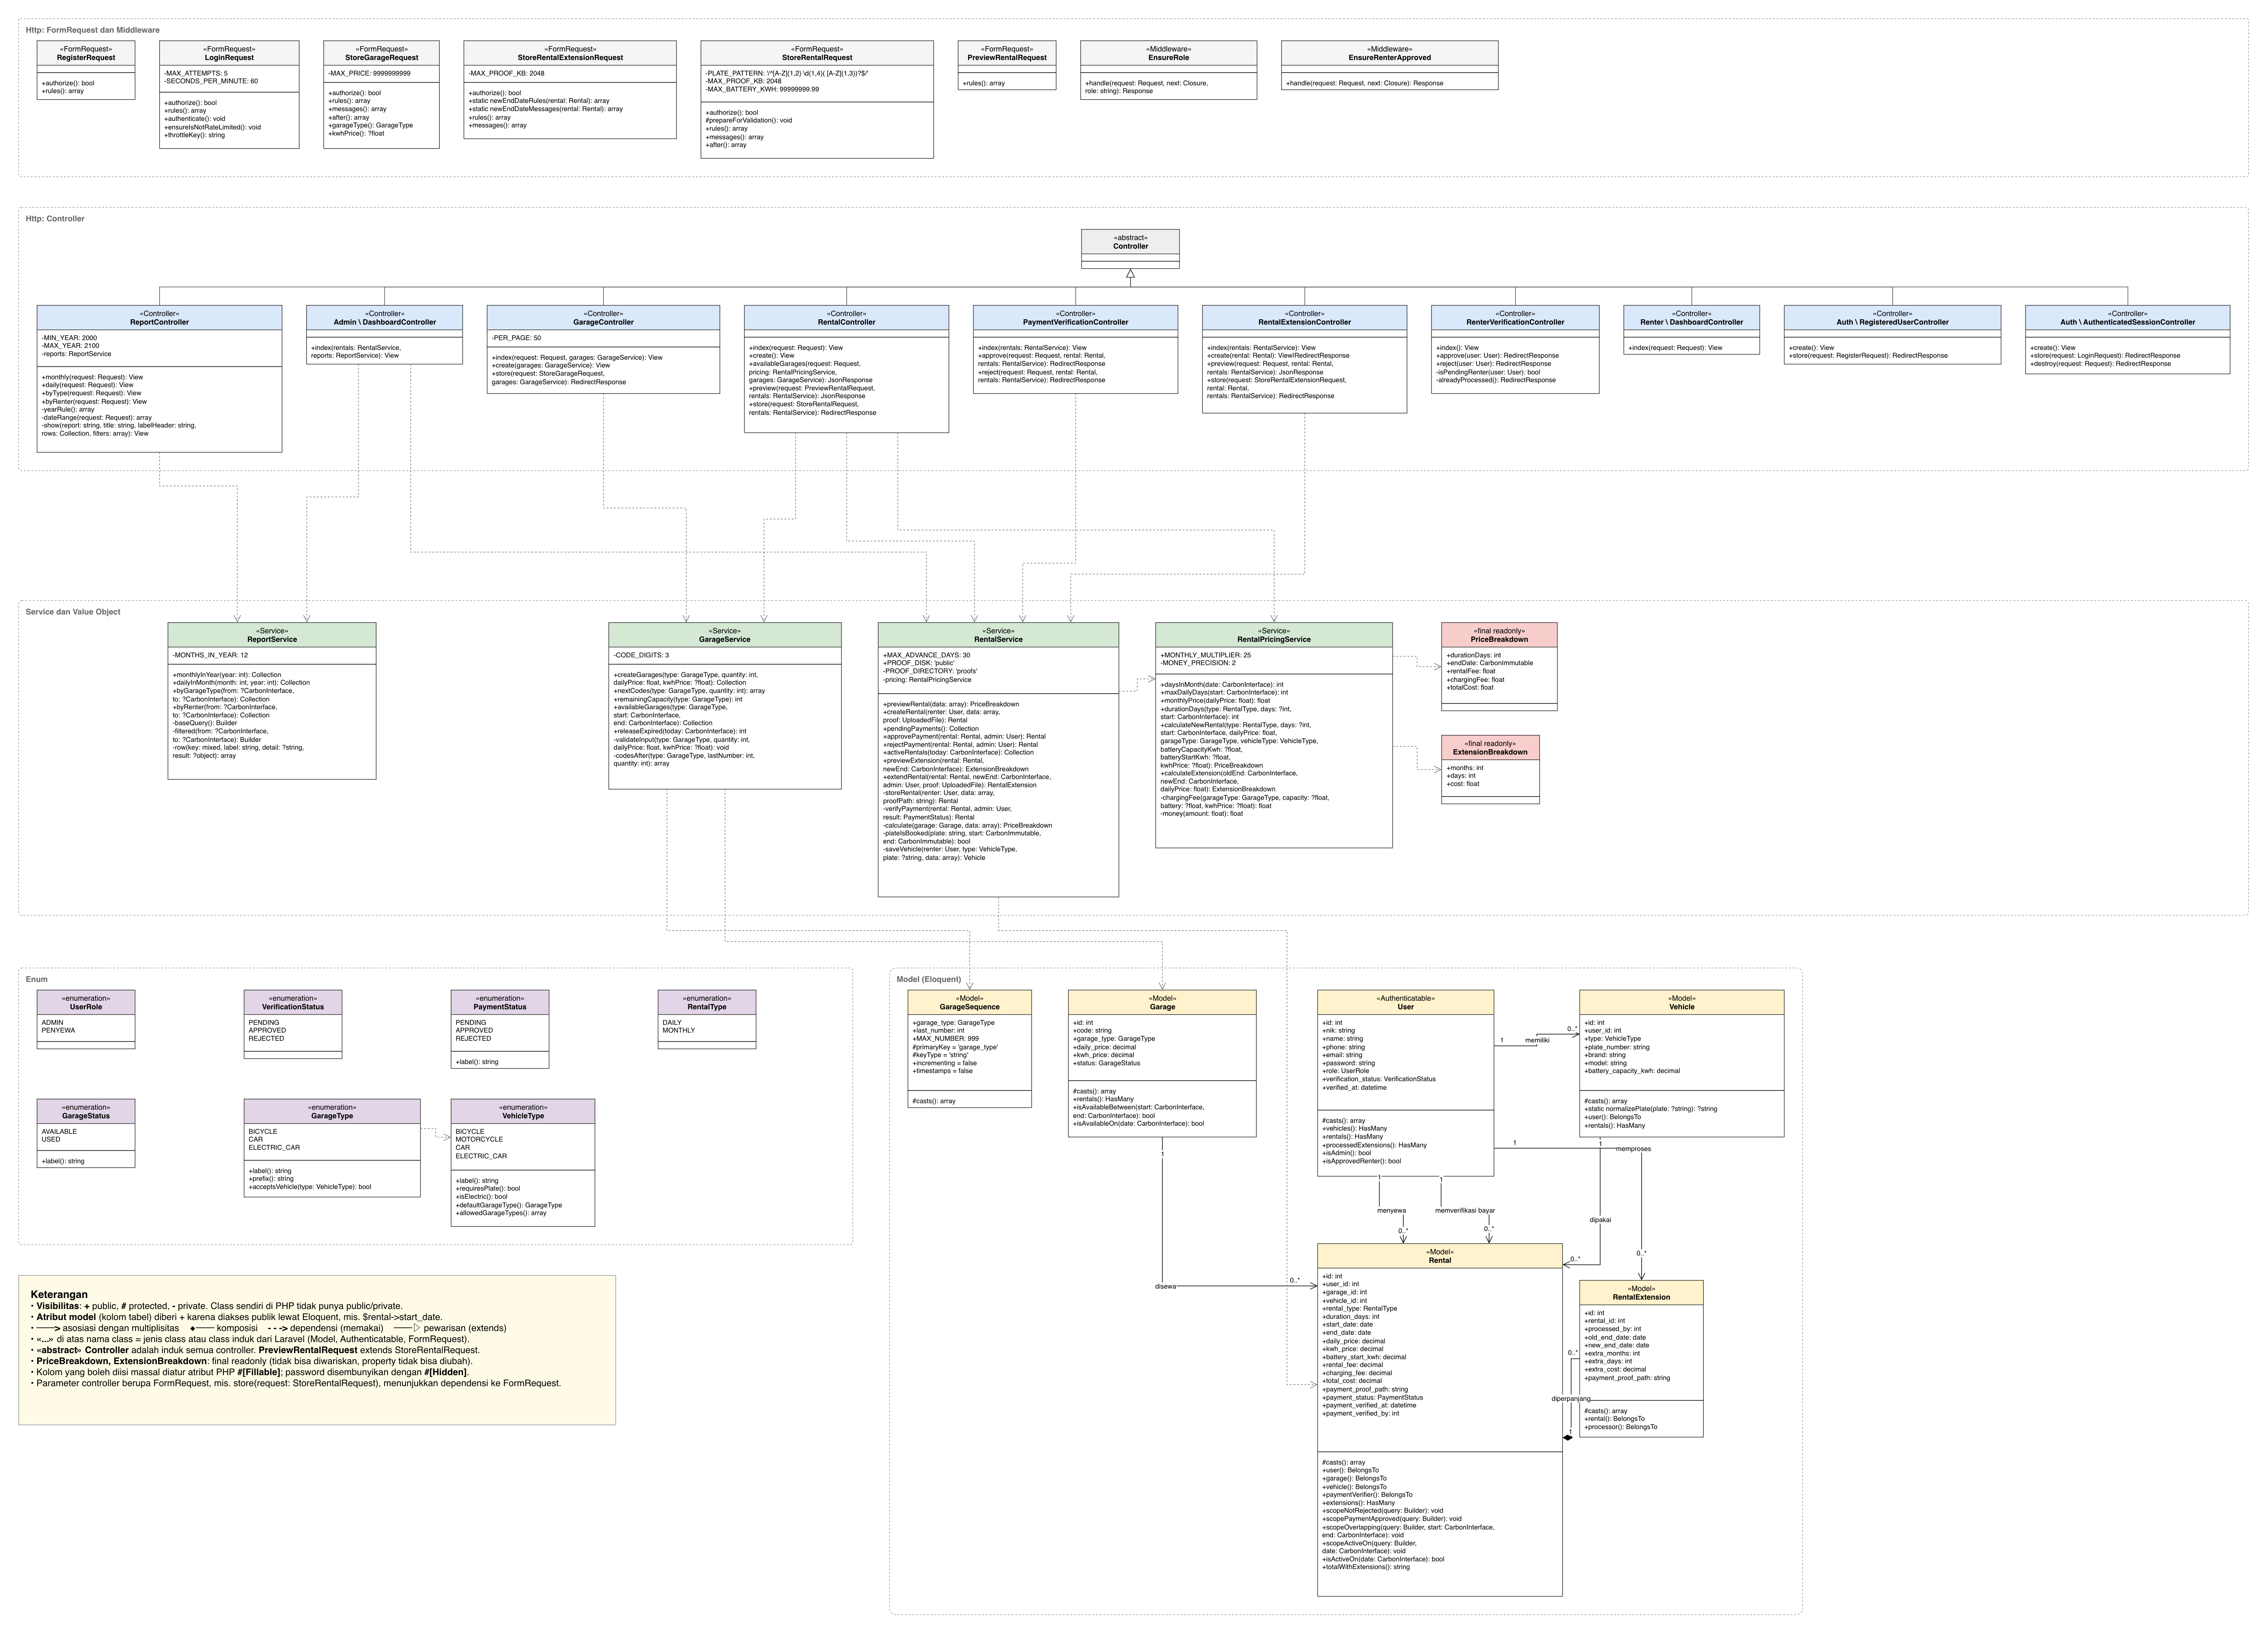 Http: FormRequest dan Middleware
«FormRequest»
RegisterRequest
+authorize(): bool
+rules(): array
«FormRequest»
LoginRequest
-MAX_ATTEMPTS: 5
-SECONDS_PER_MINUTE: 60
+authorize(): bool
+rules(): array
+authenticate(): void
+ensureIsNotRateLimited(): void
+throttleKey(): string
«FormRequest»
StoreGarageRequest
-MAX_PRICE: 9999999999
+authorize(): bool
+rules(): array
+messages(): array
+after(): array
+garageType(): GarageType
+kwhPrice(): ?float
«FormRequest»
StoreRentalExtensionRequest
-MAX_PROOF_KB: 2048
+authorize(): bool
+static newEndDateRules(rental: Rental): array
+static newEndDateMessages(rental: Rental): array
+rules(): array
+messages(): array
«FormRequest»
StoreRentalRequest
-PLATE_PATTERN: '/^[A-Z]{1,2} \d{1,4}( [A-Z]{1,3})?$/'
-MAX_PROOF_KB: 2048
-MAX_BATTERY_KWH: 99999999.99
+authorize(): bool
#prepareForValidation(): void
+rules(): array
+messages(): array
+after(): array
«FormRequest»
PreviewRentalRequest
+rules(): array
«Middleware»
EnsureRole
+handle(request: Request, next: Closure,
role: string): Response
«Middleware»
EnsureRenterApproved
+handle(request: Request, next: Closure): Response
Http: Controller
«abstract»
Controller
«Controller»
ReportController
-MIN_YEAR: 2000
-MAX_YEAR: 2100
-reports: ReportService
+monthly(request: Request): View
+daily(request: Request): View
+byType(request: Request): View
+byRenter(request: Request): View
-yearRule(): array
-dateRange(request: Request): array
-show(report: string, title: string, labelHeader: string,
rows: Collection, filters: array): View
«Controller»
Admin \ DashboardController
+index(rentals: RentalService,
reports: ReportService): View
«Controller»
GarageController
-PER_PAGE: 50
+index(request: Request, garages: GarageService): View
+create(garages: GarageService): View
+store(request: StoreGarageRequest,
garages: GarageService): RedirectResponse
«Controller»
RentalController
+index(request: Request): View
+create(): View
+availableGarages(request: Request,
pricing: RentalPricingService,
garages: GarageService): JsonResponse
+preview(request: PreviewRentalRequest,
rentals: RentalService): JsonResponse
+store(request: StoreRentalRequest,
rentals: RentalService): RedirectResponse
«Controller»
PaymentVerificationController
+index(rentals: RentalService): View
+approve(request: Request, rental: Rental,
rentals: RentalService): RedirectResponse
+reject(request: Request, rental: Rental,
rentals: RentalService): RedirectResponse
«Controller»
RentalExtensionController
+index(rentals: RentalService): View
+create(rental: Rental): View|RedirectResponse
+preview(request: Request, rental: Rental,
rentals: RentalService): JsonResponse
+store(request: StoreRentalExtensionRequest,
rental: Rental,
rentals: RentalService): RedirectResponse
«Controller»
RenterVerificationController
+index(): View
+approve(user: User): RedirectResponse
+reject(user: User): RedirectResponse
-isPendingRenter(user: User): bool
-alreadyProcessed(): RedirectResponse
«Controller»
Renter \ DashboardController
+index(request: Request): View
«Controller»
Auth \ RegisteredUserController
+create(): View
+store(request: RegisterRequest): RedirectResponse
«Controller»
Auth \ AuthenticatedSessionController
+create(): View
+store(request: LoginRequest): RedirectResponse
+destroy(request: Request): RedirectResponse
Service dan Value Object
«Service»
ReportService
-MONTHS_IN_YEAR: 12
+monthlyInYear(year: int): Collection
+dailyInMonth(month: int, year: int): Collection
+byGarageType(from: ?CarbonInterface,
to: ?CarbonInterface): Collection
+byRenter(from: ?CarbonInterface,
to: ?CarbonInterface): Collection
-baseQuery(): Builder
-filtered(from: ?CarbonInterface,
to: ?CarbonInterface): Builder
-row(key: mixed, label: string, detail: ?string,
result: ?object): array
«Service»
GarageService
-CODE_DIGITS: 3
+createGarages(type: GarageType, quantity: int,
dailyPrice: float, kwhPrice: ?float): Collection
+nextCodes(type: GarageType, quantity: int): array
+remainingCapacity(type: GarageType): int
+availableGarages(type: GarageType,
start: CarbonInterface,
end: CarbonInterface): Collection
+releaseExpired(today: CarbonInterface): int
-validateInput(type: GarageType, quantity: int,
dailyPrice: float, kwhPrice: ?float): void
-codesAfter(type: GarageType, lastNumber: int,
quantity: int): array
«Service»
RentalService
+MAX_ADVANCE_DAYS: 30
+PROOF_DISK: 'public'
-PROOF_DIRECTORY: 'proofs'
-pricing: RentalPricingService
+previewRental(data: array): PriceBreakdown
+createRental(renter: User, data: array,
proof: UploadedFile): Rental
+pendingPayments(): Collection
+approvePayment(rental: Rental, admin: User): Rental
+rejectPayment(rental: Rental, admin: User): Rental
+activeRentals(today: CarbonInterface): Collection
+previewExtension(rental: Rental,
newEnd: CarbonInterface): ExtensionBreakdown
+extendRental(rental: Rental, newEnd: CarbonInterface,
admin: User, proof: UploadedFile): RentalExtension
-storeRental(renter: User, data: array,
proofPath: string): Rental
-verifyPayment(rental: Rental, admin: User,
result: PaymentStatus): Rental
-calculate(garage: Garage, data: array): PriceBreakdown
-plateIsBooked(plate: string, start: CarbonImmutable,
end: CarbonImmutable): bool
-saveVehicle(renter: User, type: VehicleType,
plate: ?string, data: array): Vehicle
«Service»
RentalPricingService
+MONTHLY_MULTIPLIER: 25
-MONEY_PRECISION: 2
+daysInMonth(date: CarbonInterface): int
+maxDailyDays(start: CarbonInterface): int
+monthlyPrice(dailyPrice: float): float
+durationDays(type: RentalType, days: ?int,
start: CarbonInterface): int
+calculateNewRental(type: RentalType, days: ?int,
start: CarbonInterface, dailyPrice: float,
garageType: GarageType, vehicleType: VehicleType,
batteryCapacityKwh: ?float,
batteryStartKwh: ?float,
kwhPrice: ?float): PriceBreakdown
+calculateExtension(oldEnd: CarbonInterface,
newEnd: CarbonInterface,
dailyPrice: float): ExtensionBreakdown
-chargingFee(garageType: GarageType, capacity: ?float,
battery: ?float, kwhPrice: ?float): float
-money(amount: float): float
«final readonly»
PriceBreakdown
+durationDays: int
+endDate: CarbonImmutable
+rentalFee: float
+chargingFee: float
+totalCost: float
«final readonly»
ExtensionBreakdown
+months: int
+days: int
+cost: float
Enum
«enumeration»
UserRole
ADMIN
PENYEWA
«enumeration»
VerificationStatus
PENDING
APPROVED
REJECTED
«enumeration»
PaymentStatus
PENDING
APPROVED
REJECTED
+label(): string
«enumeration»
RentalType
DAILY
MONTHLY
«enumeration»
GarageStatus
AVAILABLE
USED
+label(): string
«enumeration»
GarageType
BICYCLE
CAR
ELECTRIC_CAR
+label(): string
+prefix(): string
+acceptsVehicle(type: VehicleType): bool
«enumeration»
VehicleType
BICYCLE
MOTORCYCLE
CAR
ELECTRIC_CAR
+label(): string
+requiresPlate(): bool
+isElectric(): bool
+defaultGarageType(): GarageType
+allowedGarageTypes(): array
Model (Eloquent)
«Model»
GarageSequence
+garage_type: GarageType
+last_number: int
+MAX_NUMBER: 999
#primaryKey = 'garage_type'
#keyType = 'string'
+incrementing = false
+timestamps = false
#casts(): array
«Model»
Garage
+id: int
+code: string
+garage_type: GarageType
+daily_price: decimal
+kwh_price: decimal
+status: GarageStatus
#casts(): array
+rentals(): HasMany
+isAvailableBetween(start: CarbonInterface,
end: CarbonInterface): bool
+isAvailableOn(date: CarbonInterface): bool
«Authenticatable»
User
+id: int
+nik: string
+name: string
+phone: string
+email: string
+password: string
+role: UserRole
+verification_status: VerificationStatus
+verified_at: datetime
#casts(): array
+vehicles(): HasMany
+rentals(): HasMany
+processedExtensions(): HasMany
+isAdmin(): bool
+isApprovedRenter(): bool
1
memiliki
0..*
«Model»
Vehicle
+id: int
+user_id: int
+type: VehicleType
+plate_number: string
+brand: string
+model: string
+battery_capacity_kwh: decimal
#casts(): array
+static normalizePlate(plate: ?string): ?string
+user(): BelongsTo
+rentals(): HasMany
1
1
memproses
1
1
1
menyewa
memverifikasi bayar
dipakai
0..*
0..*
0..*
0..*
disewa
0..*
«Model»
Rental
+id: int
+user_id: int
+garage_id: int
+vehicle_id: int
+rental_type: RentalType
+duration_days: int
+start_date: date
+end_date: date
+daily_price: decimal
+kwh_price: decimal
+battery_start_kwh: decimal
+rental_fee: decimal
+charging_fee: decimal
+total_cost: decimal
+payment_proof_path: string
+payment_status: PaymentStatus
+payment_verified_at: datetime
+payment_verified_by: int
#casts(): array
+user(): BelongsTo
+garage(): BelongsTo
+vehicle(): BelongsTo
+paymentVerifier(): BelongsTo
+extensions(): HasMany
+scopeNotRejected(query: Builder): void
+scopePaymentApproved(query: Builder): void
+scopeOverlapping(query: Builder, start: CarbonInterface,
end: CarbonInterface): void
+scopeActiveOn(query: Builder,
date: CarbonInterface): void
+isActiveOn(date: CarbonInterface): bool
+totalWithExtensions(): string
«Model»
RentalExtension
+id: int
+rental_id: int
+processed_by: int
+old_end_date: date
+new_end_date: date
+extra_months: int
+extra_days: int
+extra_cost: decimal
+payment_proof_path: string
#casts(): array
+rental(): BelongsTo
+processor(): BelongsTo
0..*
diperpanjang
1
Keterangan
• Visibilitas: + public, # protected, - private. Class sendiri di PHP tidak punya public/private.
• Atribut model (kolom tabel) diberi + karena diakses publik lewat Eloquent, mis. $rental->start_date.
• ───> asosiasi dengan multiplisitas ◆─── komposisi - - -> dependensi (memakai) ───▷ pewarisan (extends)
• «...» di atas nama class = jenis class atau class induk dari Laravel (Model, Authenticatable, FormRequest).
• «abstract» Controller adalah induk semua controller. PreviewRentalRequest extends StoreRentalRequest.
• PriceBreakdown, ExtensionBreakdown: final readonly (tidak bisa diwariskan, property tidak bisa diubah).
• Kolom yang boleh diisi massal diatur atribut PHP #[Fillable]; password disembunyikan dengan #[Hidden].
• Parameter controller berupa FormRequest, mis. store(request: StoreRentalRequest), menunjukkan dependensi ke FormRequest.